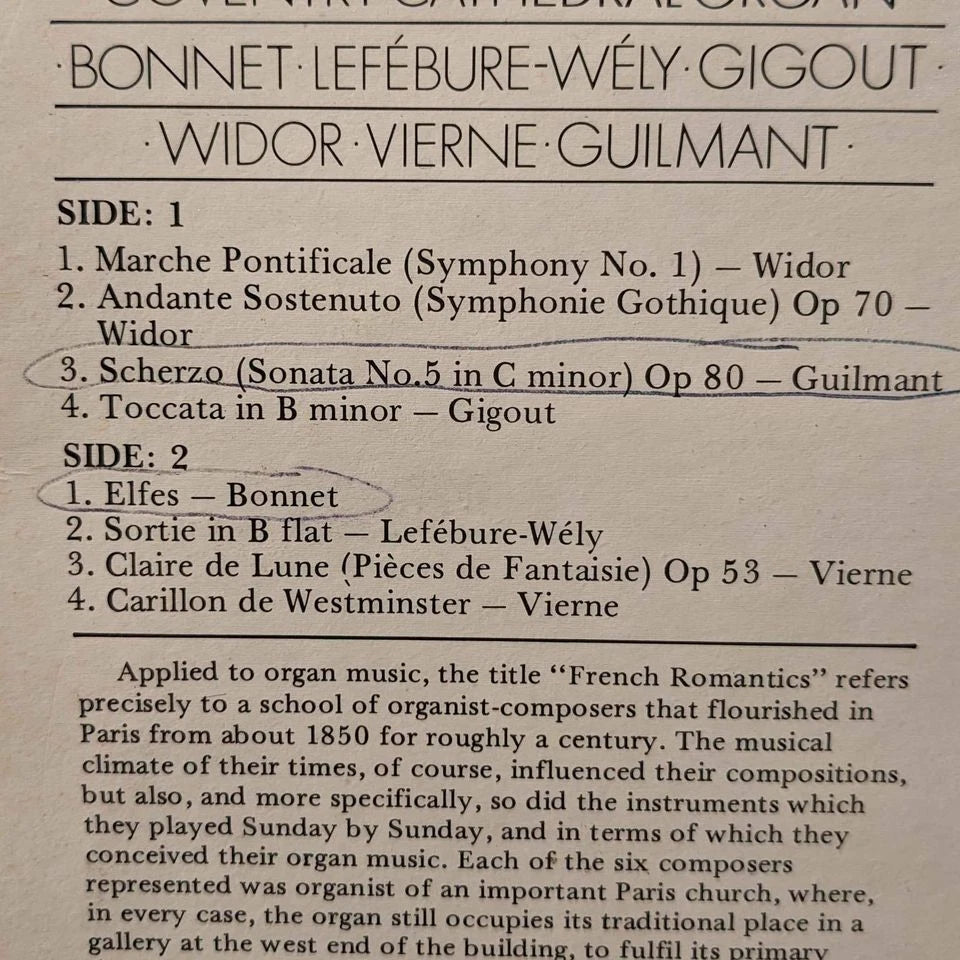 COVENTRY CATHEDRAL ORGAN
·BONNET·LEFÉBURE-WÉLY·GIGOUT·
·WIDOR·VIERNE·GUILMANT·
SIDE: 1
1. Marche Pontificale (Symphony No. 1) — Widor
2. Andante Sostenuto (Symphonie Gothique) Op 70 —
Widor
3. Scherzo (Sonata No.5 in C minor) Op 80 — Guilmant
4. Toccata in B minor — Gigout
SIDE: 2
1. Elfes — Bonnet
2. Sortie in B flat — Lefébure-Wély
3. Claire de Lune (Pièces de Fantaisie) Op 53 — Vierne
4. Carillon de Westminster — Vierne
Applied to organ music, the title “French Romantics” refers
precisely to a school of organist-composers that flourished in
Paris from about 1850 for roughly a century. The musical
climate of their times, of course, influenced their compositions,
but also, and more specifically, so did the instruments which
they played Sunday by Sunday, and in terms of which they
conceived their organ music. Each of the six composers
represented was organist of an important Paris church, where,
in every case, the organ still occupies its traditional place in a
gallery at the west end of the building, to fulfil its primary